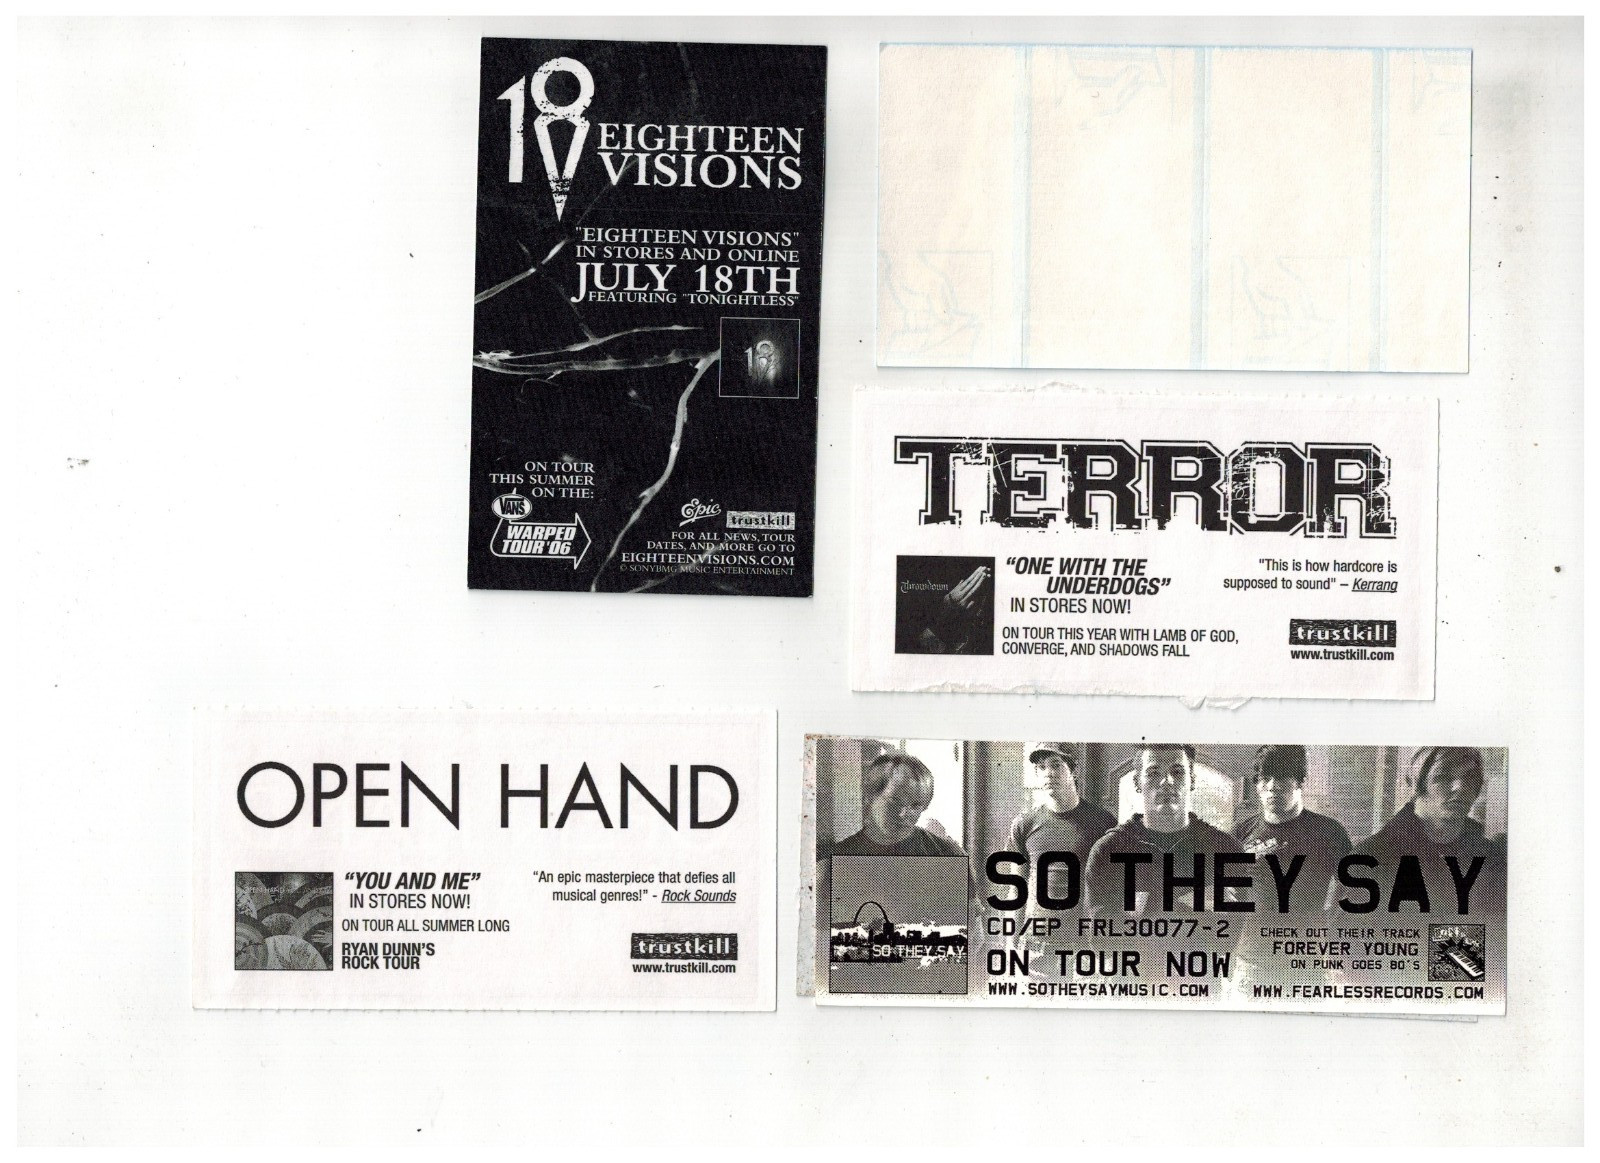 18
EIGHTEEN
VISIONS
"EIGHTEEN VISIONS"
IN STORES AND ONLINE
JULY 18TH
FEATURING "TONIGHTLESS"
18
ON TOUR
THIS SUMMER
ON THE:
VANS
WARPED
TOUR '06
Epic trustkill
FOR ALL NEWS, TOUR
DATES, AND MORE GO TO
EIGHTEENVISIONS.COM
© SONYBMG MUSIC ENTERTAINMENT
TERROR
Throwdown
"ONE WITH THE
UNDERDOGS"
IN STORES NOW!
ON TOUR THIS YEAR WITH LAMB OF GOD,
CONVERGE, AND SHADOWS FALL
"This is how hardcore is
supposed to sound" – Kerrang
trustkill
www.trustkill.com
OPEN HAND
OPEN HAND
"YOU AND ME"
IN STORES NOW!
ON TOUR ALL SUMMER LONG
RYAN DUNN'S
ROCK TOUR
"An epic masterpiece that defies all
musical genres!" - Rock Sounds
trustkill
www.trustkill.com
SO THEY SAY
SO THEY SAY
CD/EP FRL30077-2
ON TOUR NOW
WWW.SOTHEYSAYMUSIC.COM
CHECK OUT THEIR TRACK
FOREVER YOUNG
ON PUNK GOES 80'S
WWW.FEARLESSRECORDS.COM